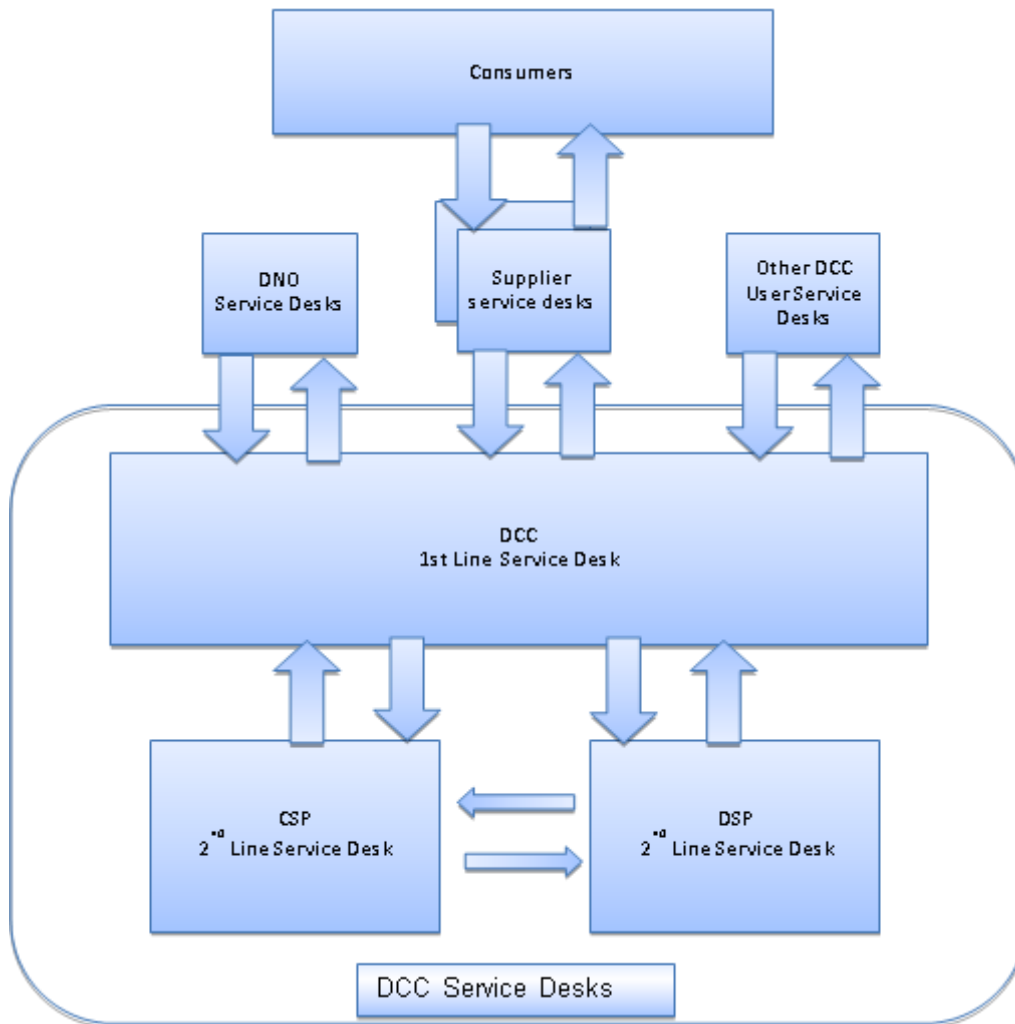 Consumers
DNO
Service Desks
Supplier
service desks
Other DCC
User Service
Desks
DCC
1st Line Service Desk
CSP
2nd Line Service Desk
DSP
2nd Line Service Desk
DCC Service Desks